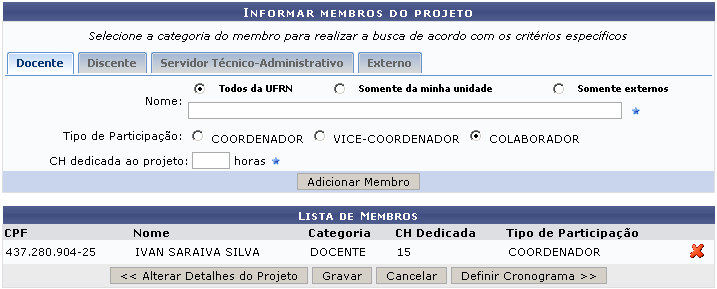 INFORMAR MEMBROS DO PROJETO
Selecione a categoria do membro para realizar a busca de acordo com os critérios específicos
Docente Discente Servidor Técnico-Administrativo Externo
Todos da UFRN Somente da minha unidade Somente externos
Nome:
Tipo de Participação: COORDENADOR VICE-COORDENADOR COLABORADOR
CH dedicada ao projeto: horas
Adicionar Membro
LISTA DE MEMBROS
CPF Nome Categoria CH Dedicada Tipo de Participação
437.280.904-25 IVAN SARAIVA SILVA DOCENTE 15 COORDENADOR
<< Alterar Detalhes do Projeto Gravar Cancelar Definir Cronograma >>